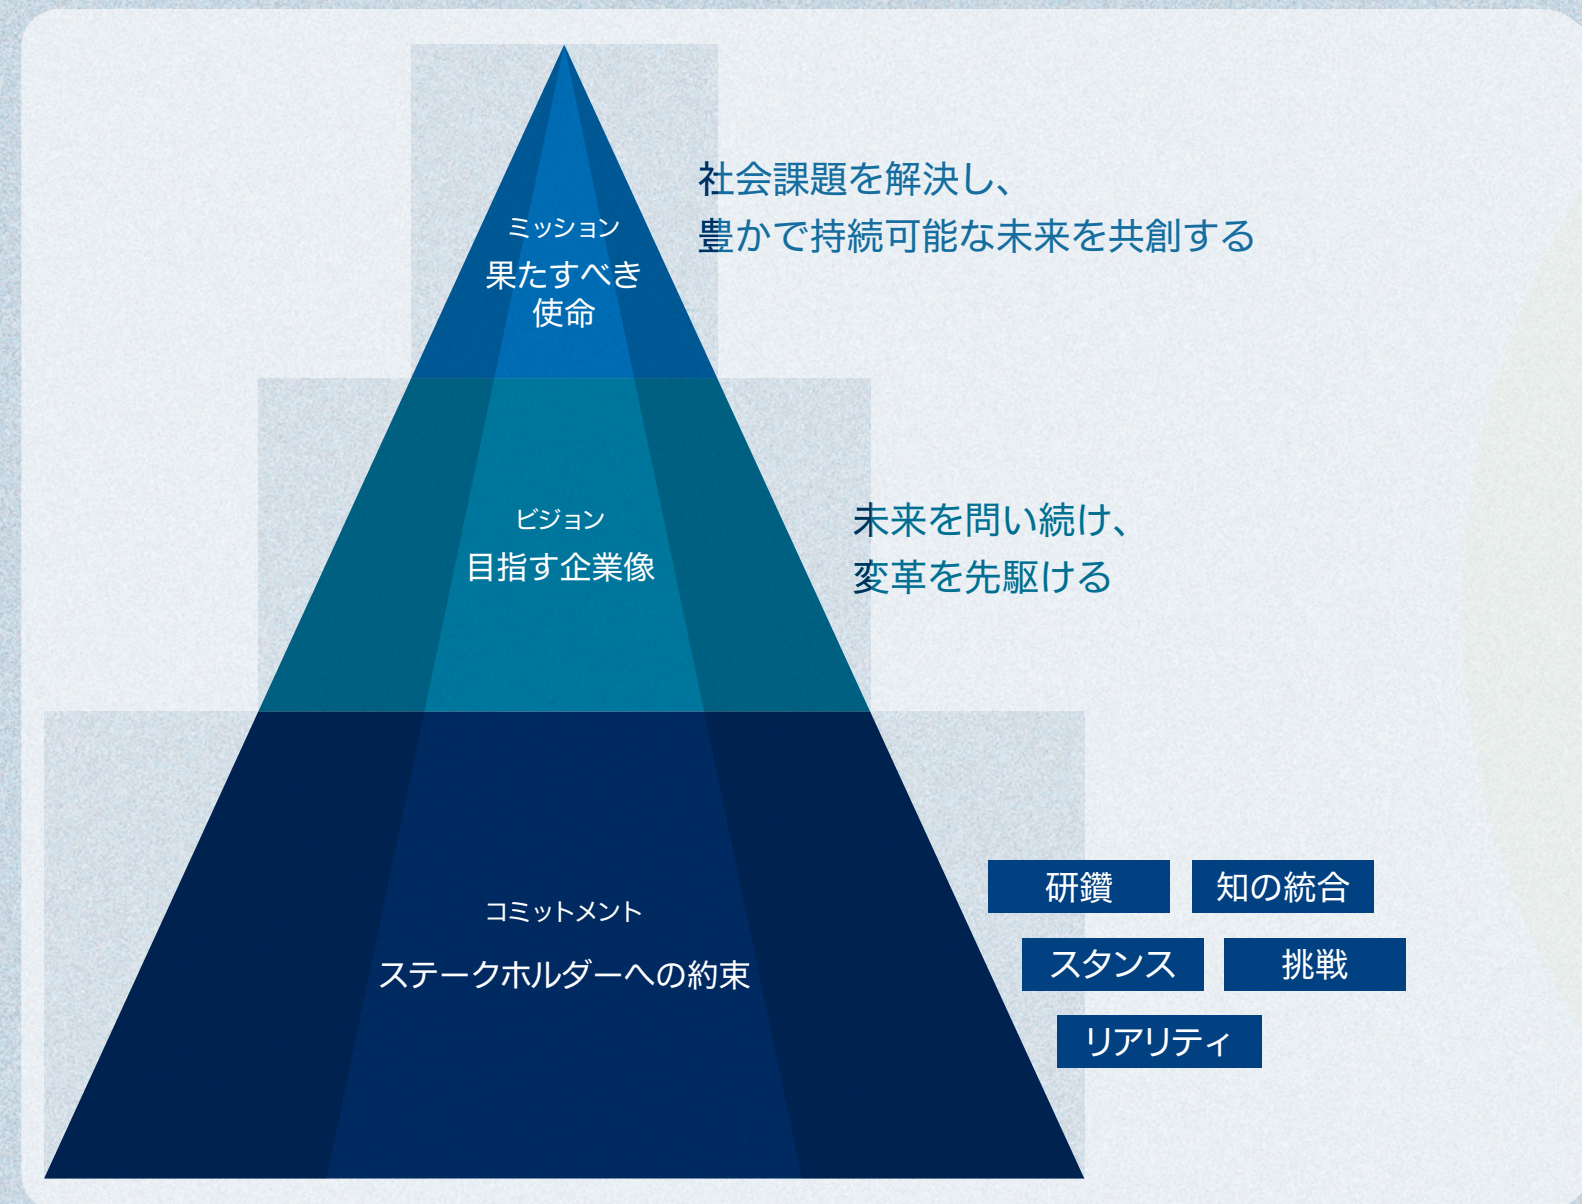 ミッション
果たすべき
使命
社会課題を解決し、
豊かで持続可能な未来を共創する
ビジョン
目指す企業像
未来を問い続け、
変革を先駆ける
コミットメント
ステークホルダーへの約束
研鑽
知の統合
スタンス
挑戦
リアリティ